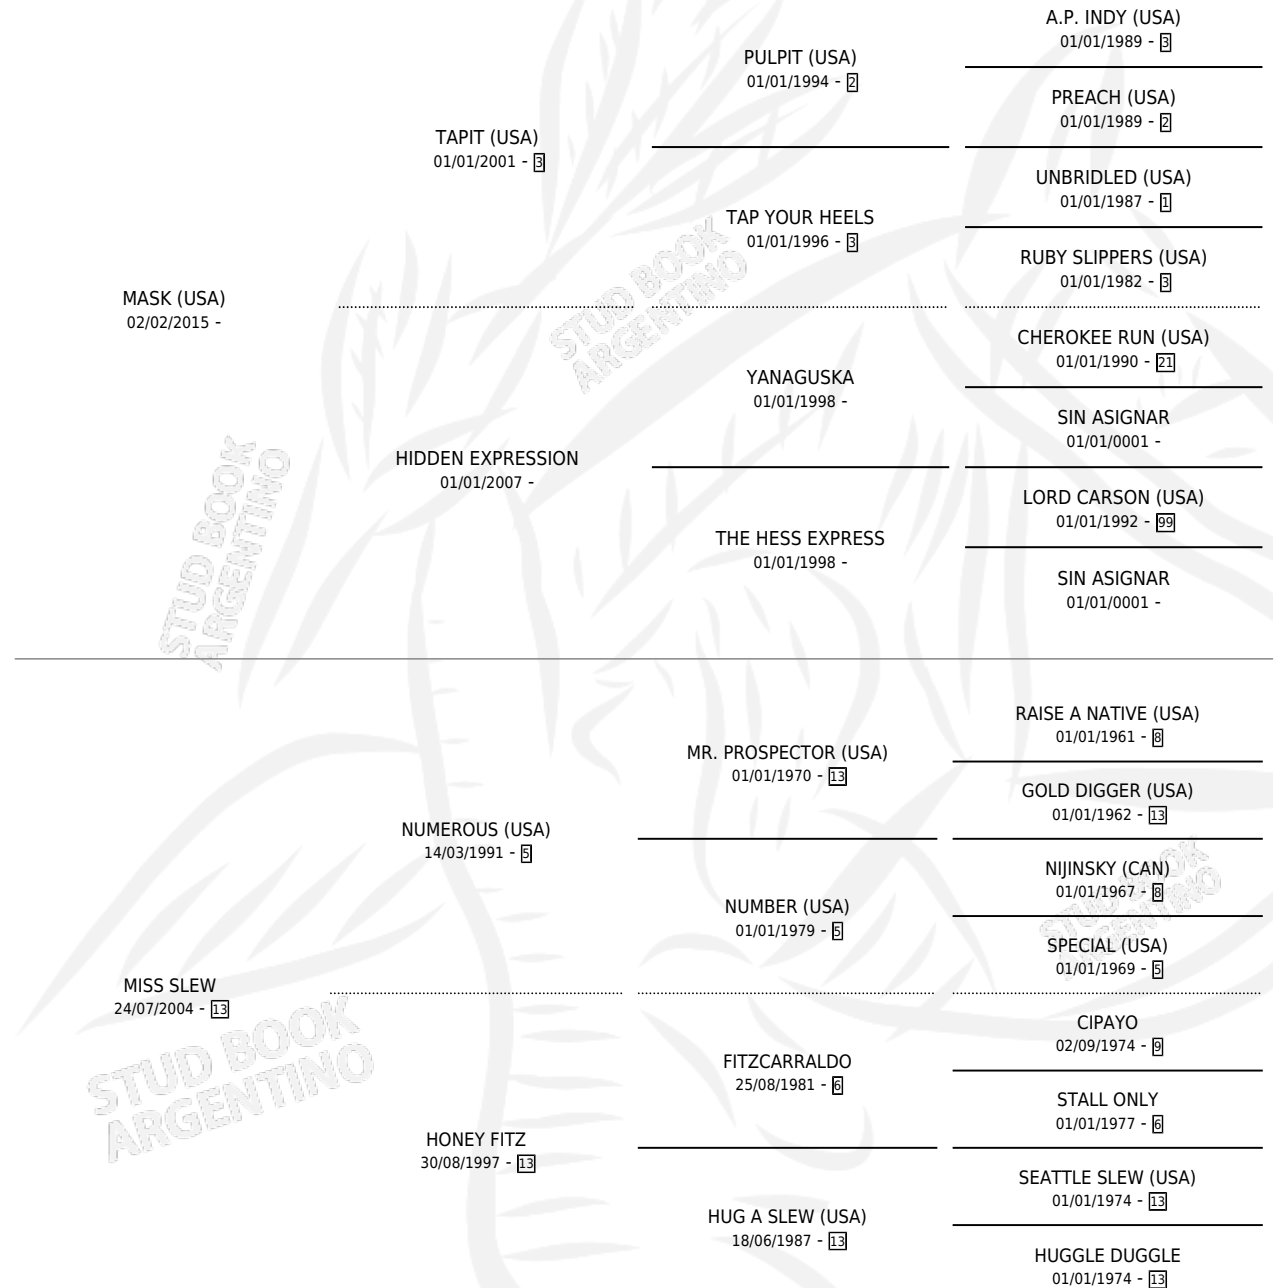 A.P. INDY (USA)
01/01/1989 - 3
PULPIT (USA)
01/01/1994 - 2
PREACH (USA)
01/01/1989 - 2
TAPIT (USA)
01/01/2001 - 3
UNBRIDLED (USA)
01/01/1987 - 1
TAP YOUR HEELS
01/01/1996 - 3
RUBY SLIPPERS (USA)
01/01/1982 - 3
MASK (USA)
02/02/2015 -
STUD BOOK
ARGENTINO
CHEROKEE RUN (USA)
01/01/1990 - 21
YANAGUSKA
01/01/1998 -
SIN ASIGNAR
01/01/0001 -
HIDDEN EXPRESSION
01/01/2007 -
LORD CARSON (USA)
01/01/1992 - 99
THE HESS EXPRESS
01/01/1998 -
SIN ASIGNAR
01/01/0001 -
STUD BOOK
ARGENTINO
RAISE A NATIVE (USA)
01/01/1961 - 8
MR. PROSPECTOR (USA)
01/01/1970 - 13
GOLD DIGGER (USA)
01/01/1962 - 13
NUMEROUS (USA)
14/03/1991 - 5
NIJINSKY (CAN)
01/01/1967 - 8
NUMBER (USA)
01/01/1979 - 5
SPECIAL (USA)
01/01/1969 - 5
STUD BOOK
ARGENTINO
MISS SLEW
24/07/2004 - 13
CIPAYO
02/09/1974 - 9
FITZCARRALDO
25/08/1981 - 6
STALL ONLY
01/01/1977 - 6
STUD BOOK
ARGENTINO
HONEY FITZ
30/08/1997 - 13
SEATTLE SLEW (USA)
01/01/1974 - 13
HUG A SLEW (USA)
18/06/1987 - 13
HUGGLE DUGGLE
01/01/1974 - 13